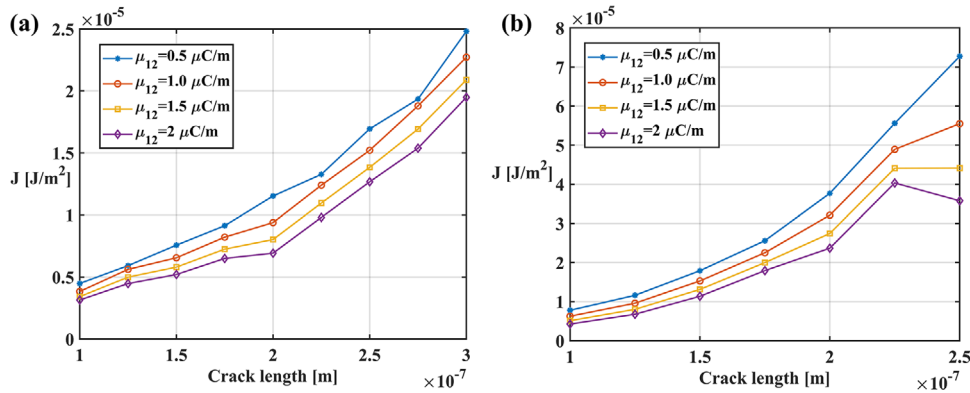 (a)
×10⁻⁵
2.5
2
1.5
1
0.5
0
J [J/m²]
μ₁₂=0.5 μC/m
μ₁₂=1.0 μC/m
μ₁₂=1.5 μC/m
μ₁₂=2 μC/m
1 1.5 2 2.5 3
Crack length [m]
×10⁻⁷
(b)
×10⁻⁵
8
7
6
5
4
3
2
1
0
J [J/m²]
μ₁₂=0.5 μC/m
μ₁₂=1.0 μC/m
μ₁₂=1.5 μC/m
μ₁₂=2 μC/m
1 1.5 2 2.5
Crack length [m]
×10⁻⁷